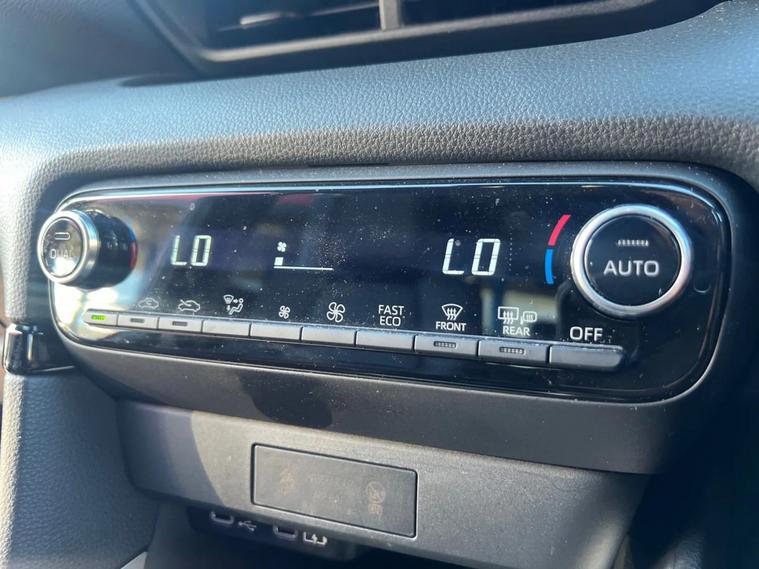 DUAL
LO
LO
AUTO
FAST
ECO
FRONT
REAR
OFF